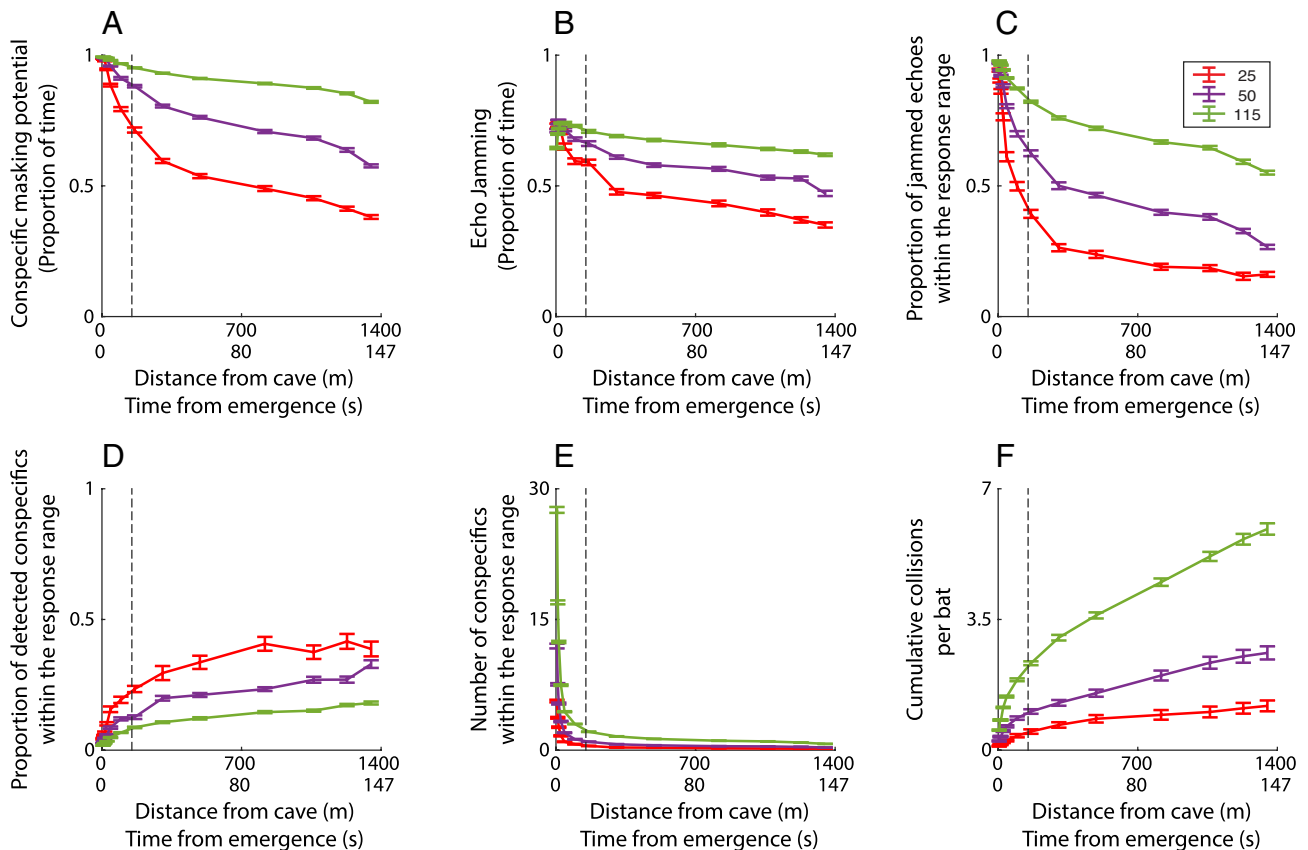 A
Conspecific masking potential
(Proportion of time)
1
0.5
0
0 700 1400
0 80 147
Distance from cave (m)
Time from emergence (s)
B
Echo Jamming
(Proportion of time)
1
0.5
0
0 700 1400
0 80 147
Distance from cave (m)
Time from emergence (s)
C
Proportion of jammed echoes
within the response range
1
0.5
0
25
50
115
0 700 1400
0 80 147
Distance from cave (m)
Time from emergence (s)
D
Proportion of detected conspecifics
within the response range
1
0.5
0
0 700 1400
0 80 147
Distance from cave (m)
Time from emergence (s)
E
Number of conspecifics
within the response range
30
15
0
0 700 1400
0 80 147
Distance from cave (m)
Time from emergence (s)
F
Cumulative collisions
per bat
7
3.5
0
0 700 1400
0 80 147
Distance from cave (m)
Time from emergence (s)